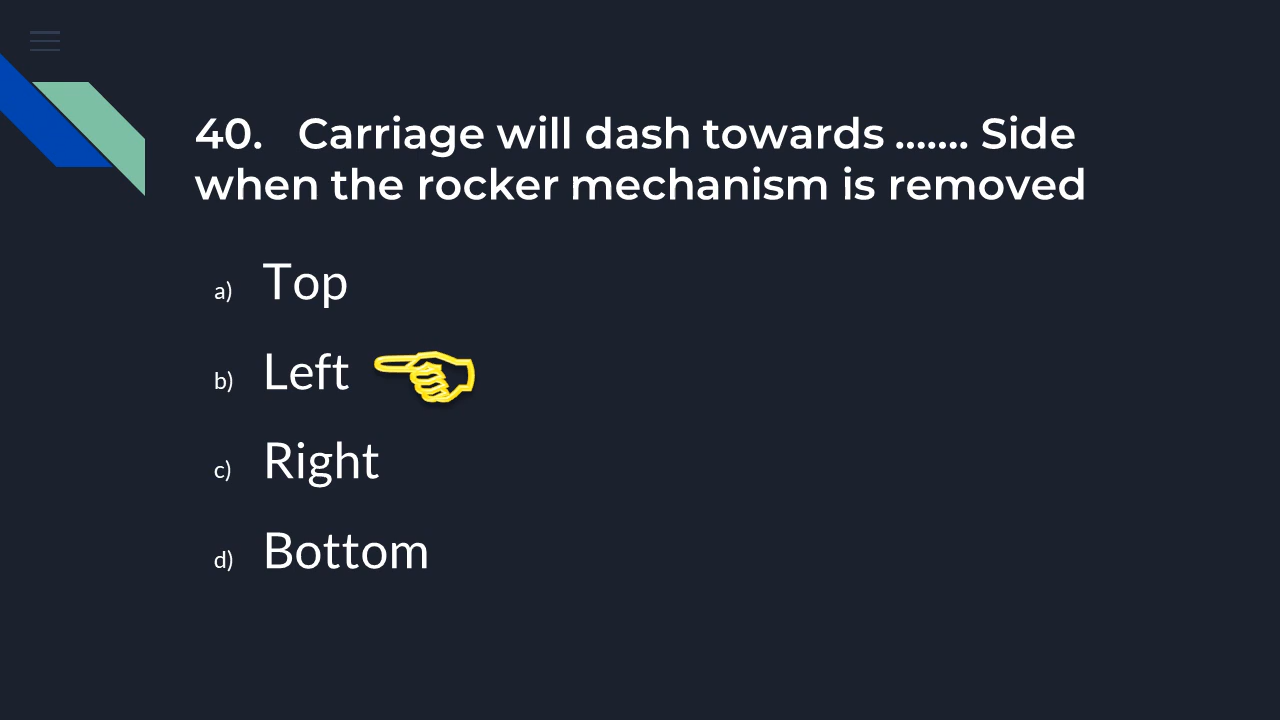 40. Carriage will dash towards ....... Side
when the rocker mechanism is removed
a) Top
b) Left
c) Right
d) Bottom